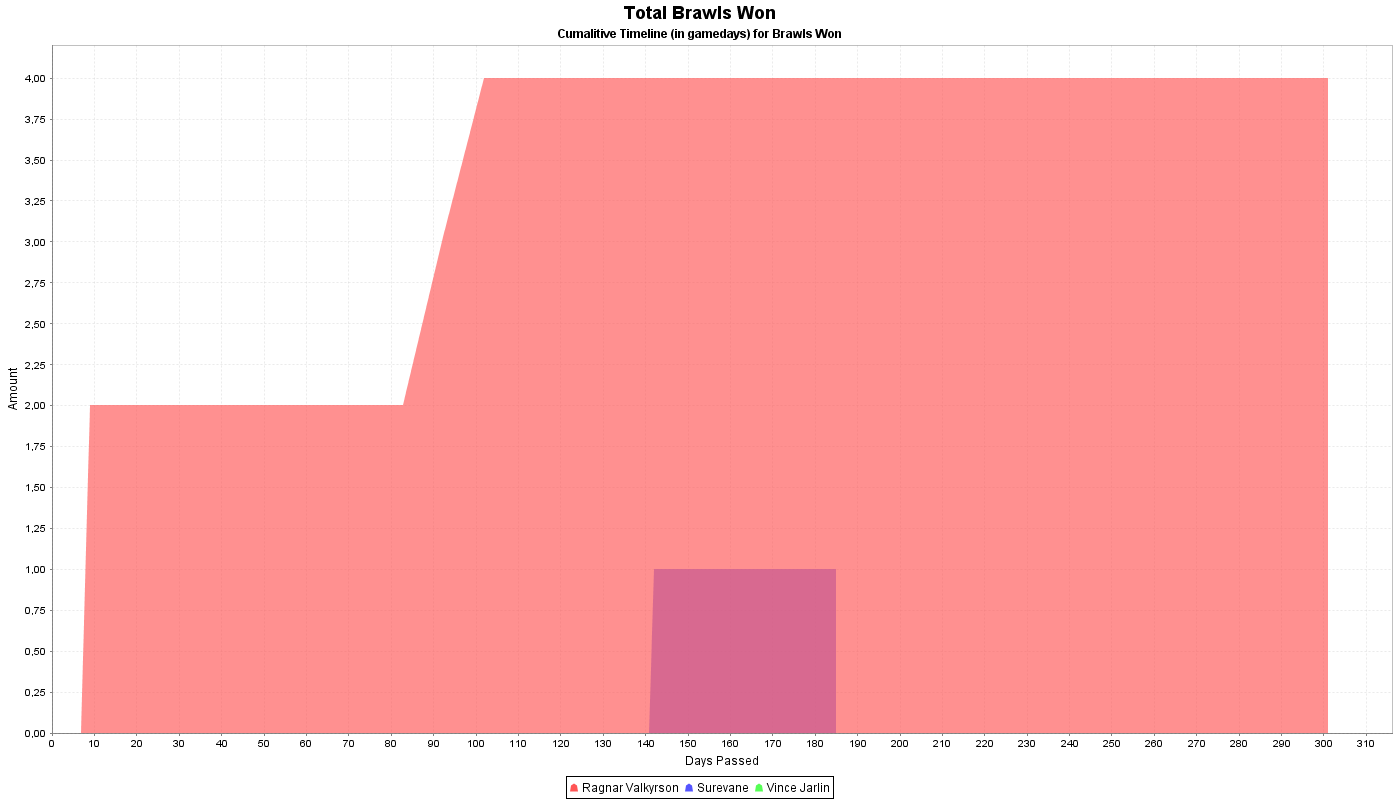 Total Brawls Won
Cumalitive Timeline (in gamedays) for Brawls Won
4,00
3,75
3,50
3,25
3,00
2,75
2,50
2,25
2,00
1,75
1,50
1,25
1,00
0,75
0,50
0,25
0,00
Amount
0 10 20 30 40 50 60 70 80 90 100 110 120 130 140 150 160 170 180 190 200 210 220 230 240 250 260 270 280 290 300 310
Days Passed
Ragnar Valkyrson Surevane Vince Jarlin